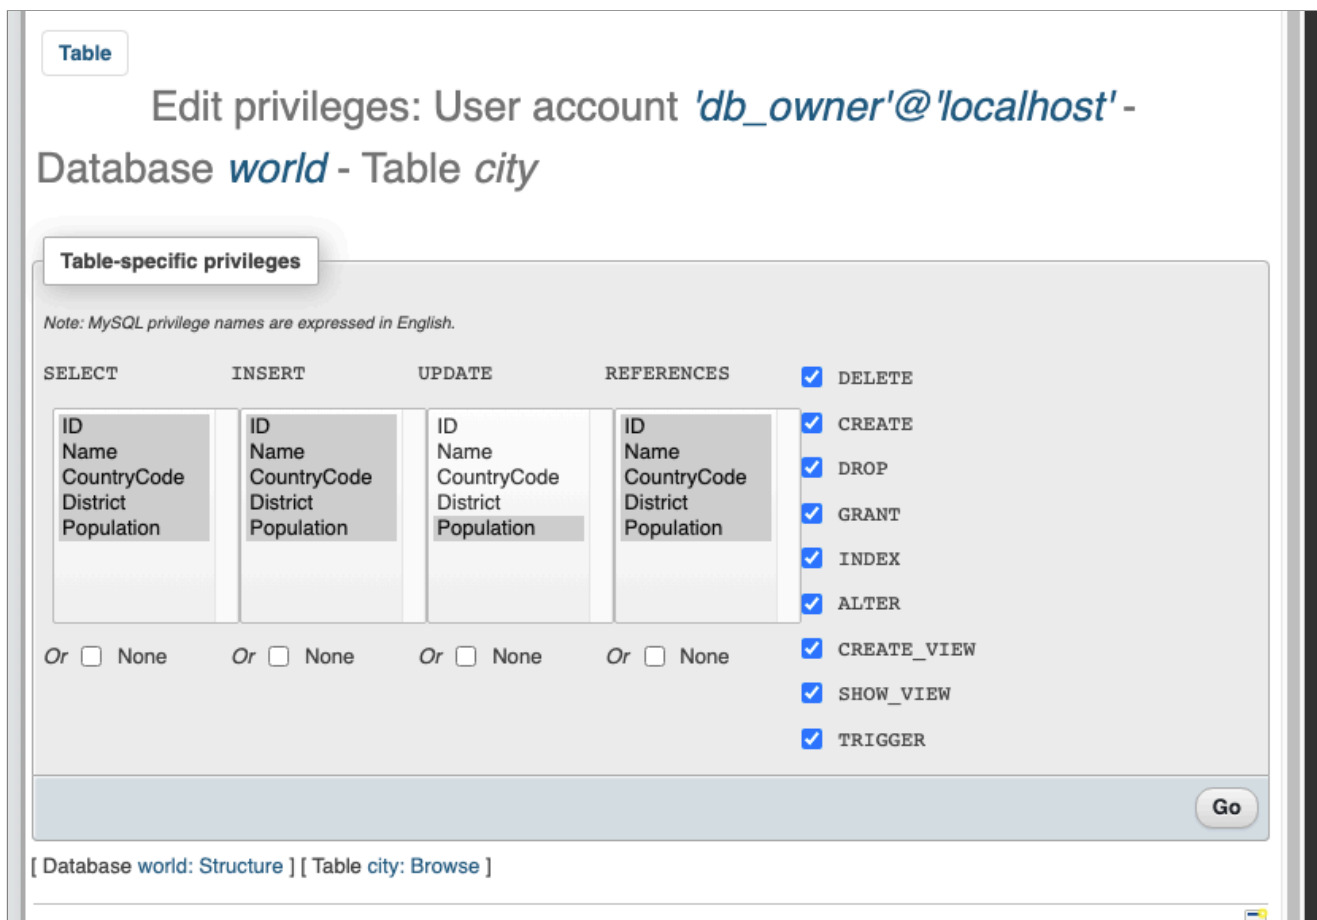 Table
Edit privileges: User account 'db_owner'@'localhost' -
Database world - Table city
Table-specific privileges
Note: MySQL privilege names are expressed in English.
SELECT
ID
Name
CountryCode
District
Population
Or None
INSERT
ID
Name
CountryCode
District
Population
Or None
UPDATE
ID
Name
CountryCode
District
Population
Or None
REFERENCES
ID
Name
CountryCode
District
Population
Or None
DELETE
CREATE
DROP
GRANT
INDEX
ALTER
CREATE_VIEW
SHOW_VIEW
TRIGGER
Go
[ Database world: Structure ] [ Table city: Browse ]